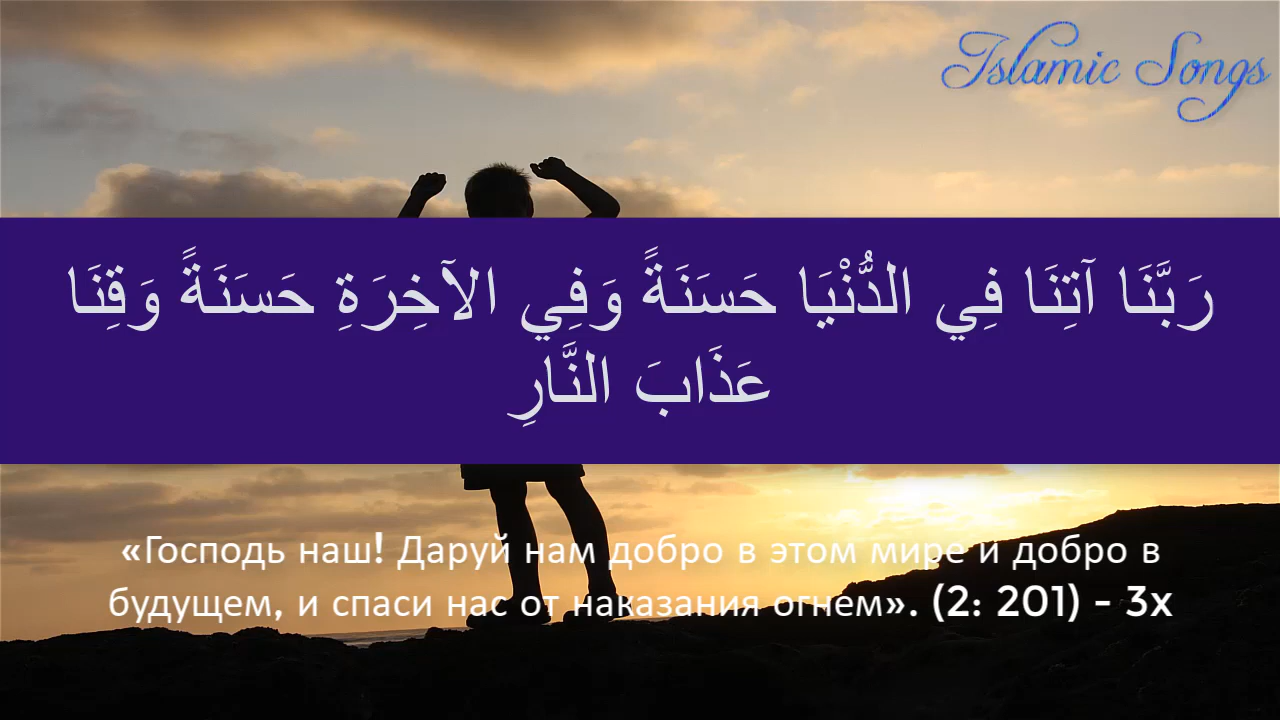 Islamic Songs
رَبَّنَا آتِنَا فِي الدُّنْيَا حَسَنَةً وَفِي الآخِرَةِ حَسَنَةً وَقِنَا
عَذَابَ النَّارِ
«Господь наш! Даруй нам добро в этом мире и добро в
будущем, и спаси нас от наказания огнем». (2: 201) - 3x